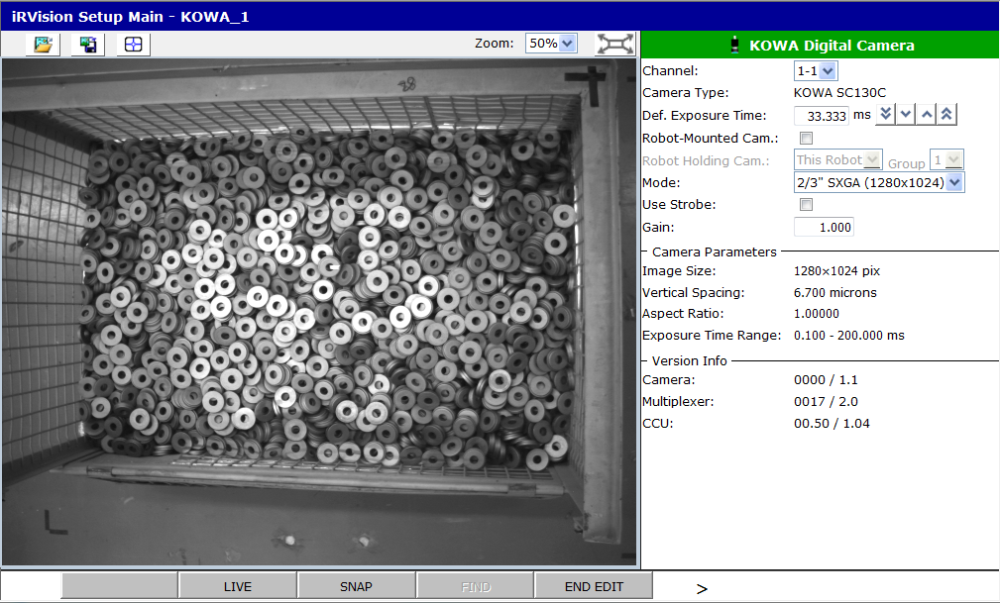 iRVision Setup Main - KOWA_1
Zoom: 50%
KOWA Digital Camera
Channel: 1-1
Camera Type: KOWA SC130C
Def. Exposure Time: 33.333 ms
Robot-Mounted Cam.:
Robot Holding Cam.: This Robot Group 1
Mode: 2/3" SXGA (1280x1024)
Use Strobe:
Gain: 1.000
Camera Parameters
Image Size: 1280×1024 pix
Vertical Spacing: 6.700 microns
Aspect Ratio: 1.00000
Exposure Time Range: 0.100 - 200.000 ms
Version Info
Camera: 0000 / 1.1
Multiplexer: 0017 / 2.0
CCU: 00.50 / 1.04
LIVE SNAP FIND END EDIT >